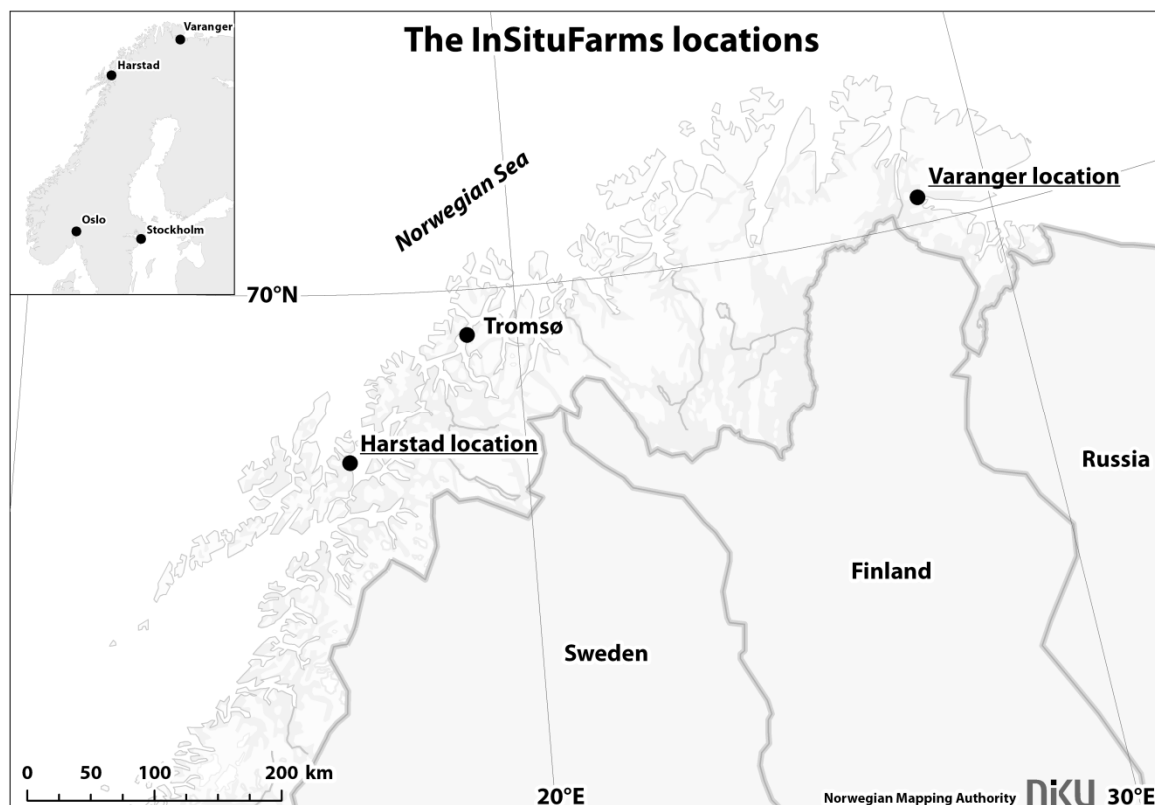 The InSituFarms locations
Varanger
Harstad
Oslo
Stockholm
Norwegian Sea
Varanger location
70°N
Tromsø
Harstad location
Russia
Finland
Sweden
0 50 100 200 km
20°E
Norwegian Mapping Authority NIKU 30°E